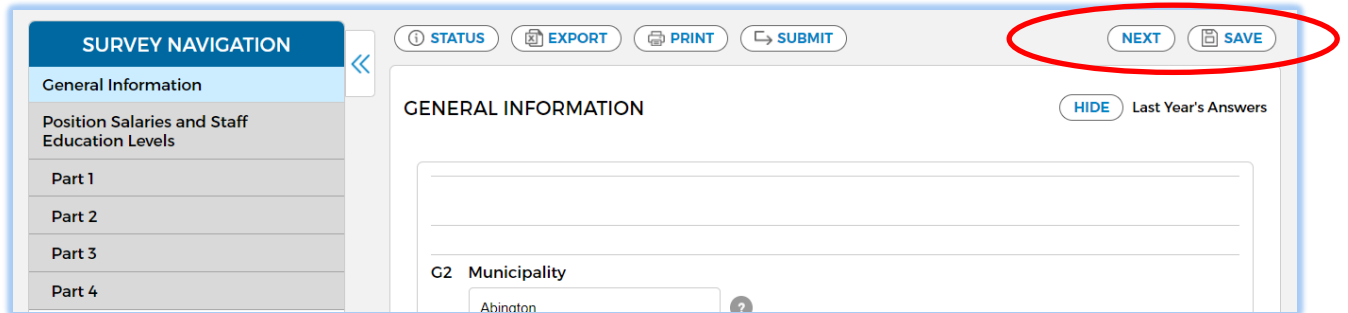 SURVEY NAVIGATION
General Information
Position Salaries and Staff
Education Levels
Part 1
Part 2
Part 3
Part 4
STATUS EXPORT PRINT SUBMIT NEXT SAVE
GENERAL INFORMATION
HIDE Last Year's Answers
G2 Municipality
Abington
?